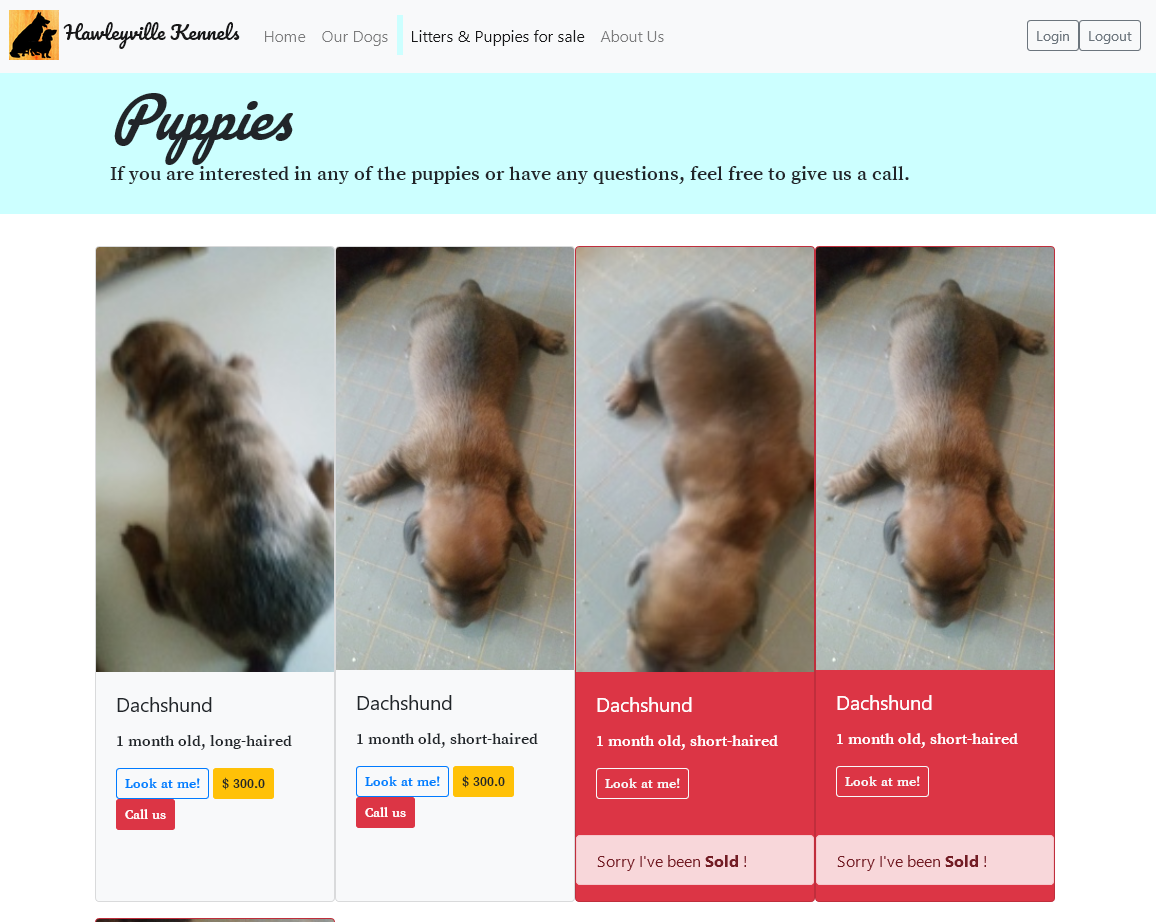 Hawleyville Kennels
Home
Our Dogs
Litters & Puppies for sale
About Us
Login
Logout
Puppies
If you are interested in any of the puppies or have any questions, feel free to give us a call.
Dachshund
1 month old, long-haired
Look at me!
$ 300.0
Call us
Dachshund
1 month old, short-haired
Look at me!
$ 300.0
Call us
Dachshund
1 month old, short-haired
Look at me!
Sorry I've been Sold !
Dachshund
1 month old, short-haired
Look at me!
Sorry I've been Sold !